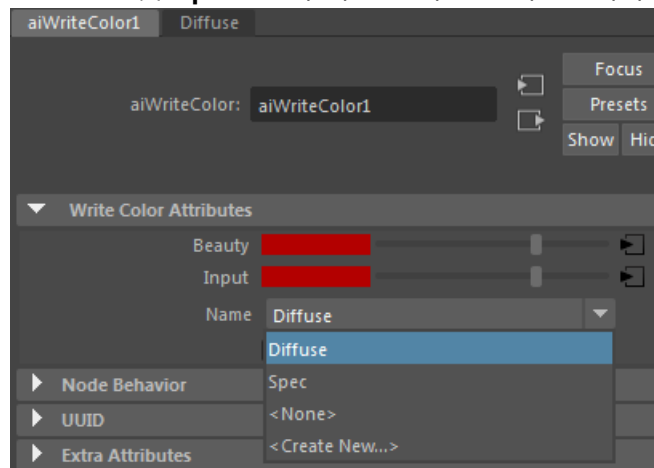 aiWriteColor1 Diffuse
Focus
aiWriteColor: aiWriteColor1
Presets
Show
Write Color Attributes
Beauty
Input
Name Diffuse
Diffuse
Node Behavior Spec
UUID <None>
Extra Attributes <Create New...>